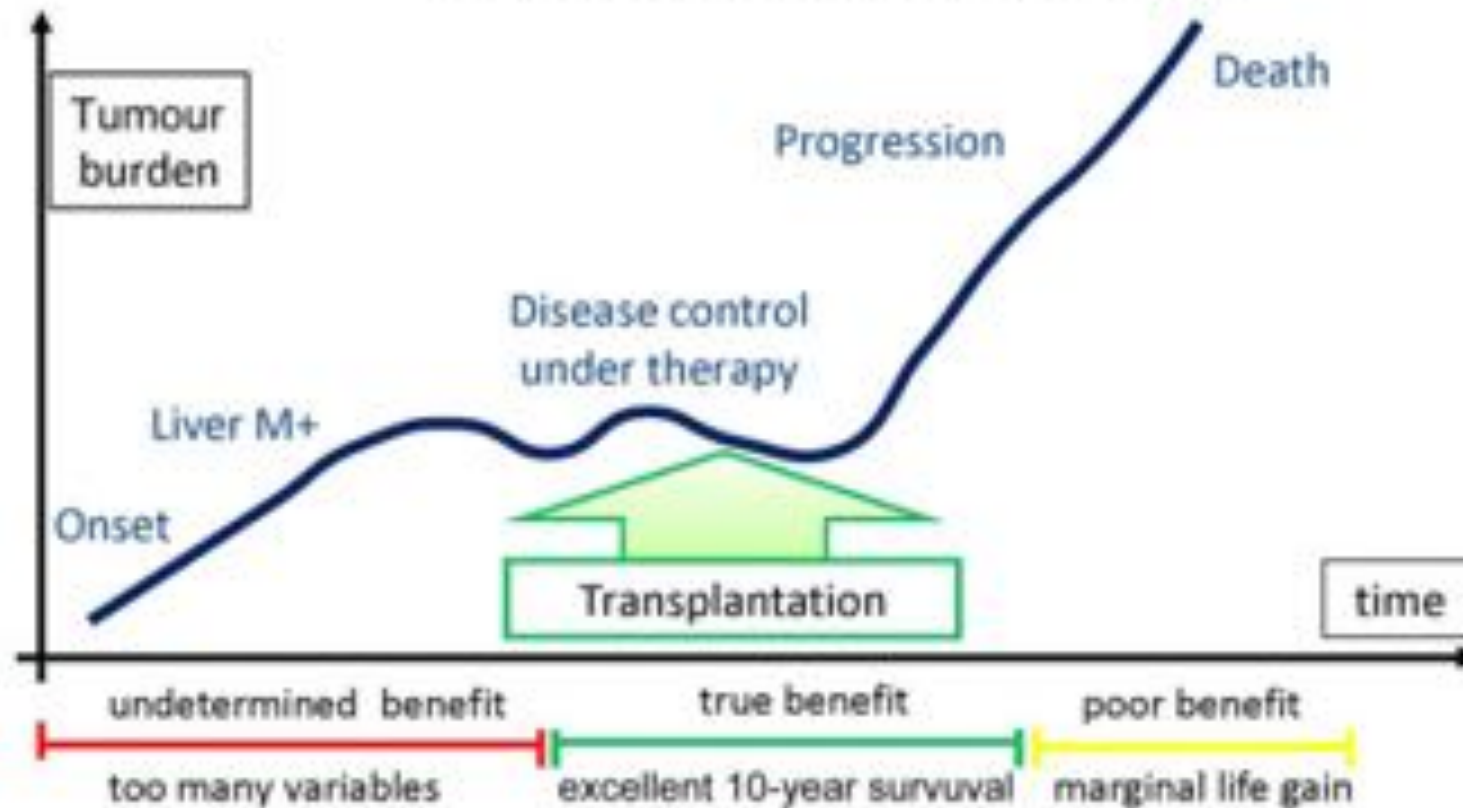 Tumour
burden
Death
Progression
Disease control
under therapy
Liver M+
Onset
Transplantation
time
undetermined benefit
true benefit
poor benefit
too many variables
excellent 10-year survuval
marginal life gain